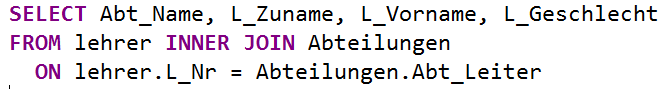 SELECT Abt_Name, L_Zuname, L_Vorname, L_Geschlecht
FROM lehrer INNER JOIN Abteilungen
ON lehrer.L_Nr = Abteilungen.Abt_Leiter